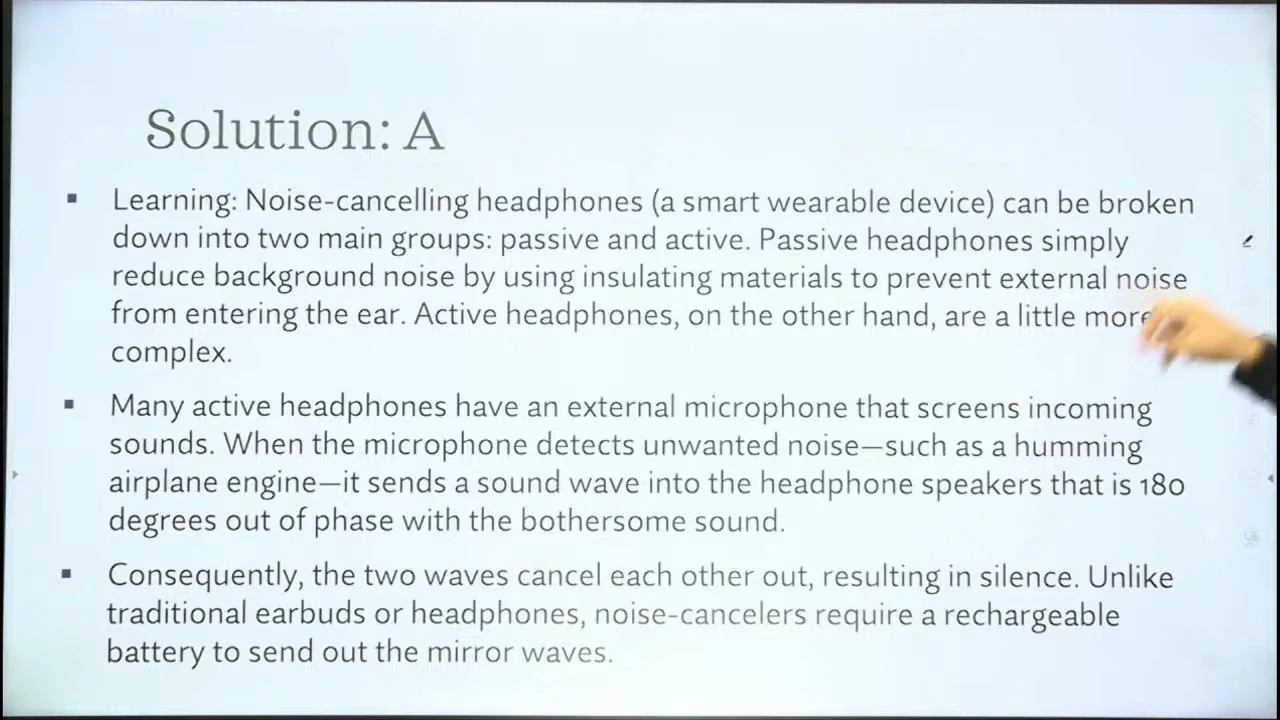 Solution: A
▪ Learning: Noise-cancelling headphones (a smart wearable device) can be broken
down into two main groups: passive and active. Passive headphones simply
reduce background noise by using insulating materials to prevent external noise
from entering the ear. Active headphones, on the other hand, are a little more
complex.
▪ Many active headphones have an external microphone that screens incoming
sounds. When the microphone detects unwanted noise—such as a humming
airplane engine—it sends a sound wave into the headphone speakers that is 180
degrees out of phase with the bothersome sound.
▪ Consequently, the two waves cancel each other out, resulting in silence. Unlike
traditional earbuds or headphones, noise-cancelers require a rechargeable
battery to send out the mirror waves.